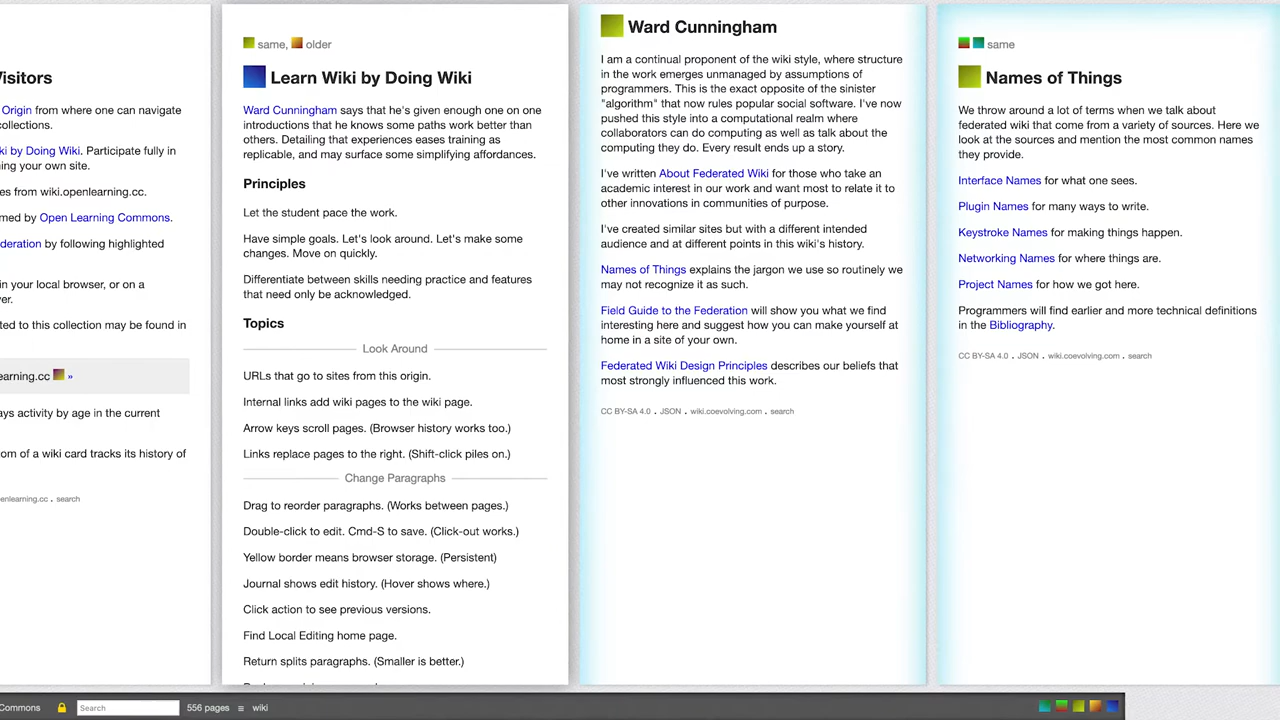 Visitors
Origin from where one can navigate
collections.
ki by Doing Wiki. Participate fully in
ning your own site.
es from wiki.openlearning.cc.
med by Open Learning Commons.
deration by following highlighted
in your local browser, or on a
ver.
ted to this collection may be found in
earning.cc »
ays activity by age in the current
om of a wiki card tracks its history of
enlearning.cc . search
same, older
Learn Wiki by Doing Wiki
Ward Cunningham says that he's given enough one on one
introductions that he knows some paths work better than
others. Detailing that experiences eases training as
replicable, and may surface some simplifying affordances.
Principles
Let the student pace the work.
Have simple goals. Let's look around. Let's make some
changes. Move on quickly.
Differentiate between skills needing practice and features
that need only be acknowledged.
Topics
Look Around
URLs that go to sites from this origin.
Internal links add wiki pages to the wiki page.
Arrow keys scroll pages. (Browser history works too.)
Links replace pages to the right. (Shift-click piles on.)
Change Paragraphs
Drag to reorder paragraphs. (Works between pages.)
Double-click to edit. Cmd-S to save. (Click-out works.)
Yellow border means browser storage. (Persistent)
Journal shows edit history. (Hover shows where.)
Click action to see previous versions.
Find Local Editing home page.
Return splits paragraphs. (Smaller is better.)
Ward Cunningham
I am a continual proponent of the wiki style, where structure
in the work emerges unmanaged by assumptions of
programmers. This is the exact opposite of the sinister
"algorithm" that now rules popular social software. I've now
pushed this style into a computational realm where
collaborators can do computing as well as talk about the
computing they do. Every result ends up a story.
I've written About Federated Wiki for those who take an
academic interest in our work and want most to relate it to
other innovations in communities of purpose.
I've created similar sites but with a different intended
audience and at different points in this wiki's history.
Names of Things explains the jargon we use so routinely we
may not recognize it as such.
Field Guide to the Federation will show you what we find
interesting here and suggest how you can make yourself at
home in a site of your own.
Federated Wiki Design Principles describes our beliefs that
most strongly influenced this work.
CC BY-SA 4.0 . JSON . wiki.coevolving.com . search
same
Names of Things
We throw around a lot of terms when we talk about
federated wiki that come from a variety of sources. Here we
look at the sources and mention the most common names
they provide.
Interface Names for what one sees.
Plugin Names for many ways to write.
Keystroke Names for making things happen.
Networking Names for where things are.
Project Names for how we got here.
Programmers will find earlier and more technical definitions
in the Bibliography.
CC BY-SA 4.0 . JSON . wiki.coevolving.com . search
Commons Search 556 pages ≡ wiki